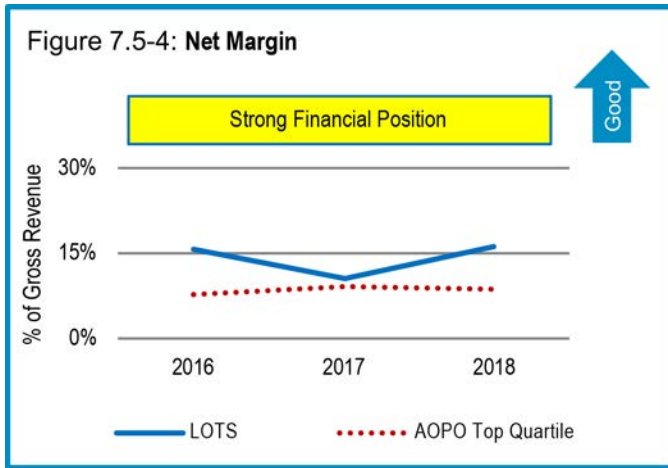 Figure 7.5-4: Net Margin
Good
Strong Financial Position
% of Gross Revenue
30%
15%
0%
2016 2017 2018
LOTS AOPO Top Quartile